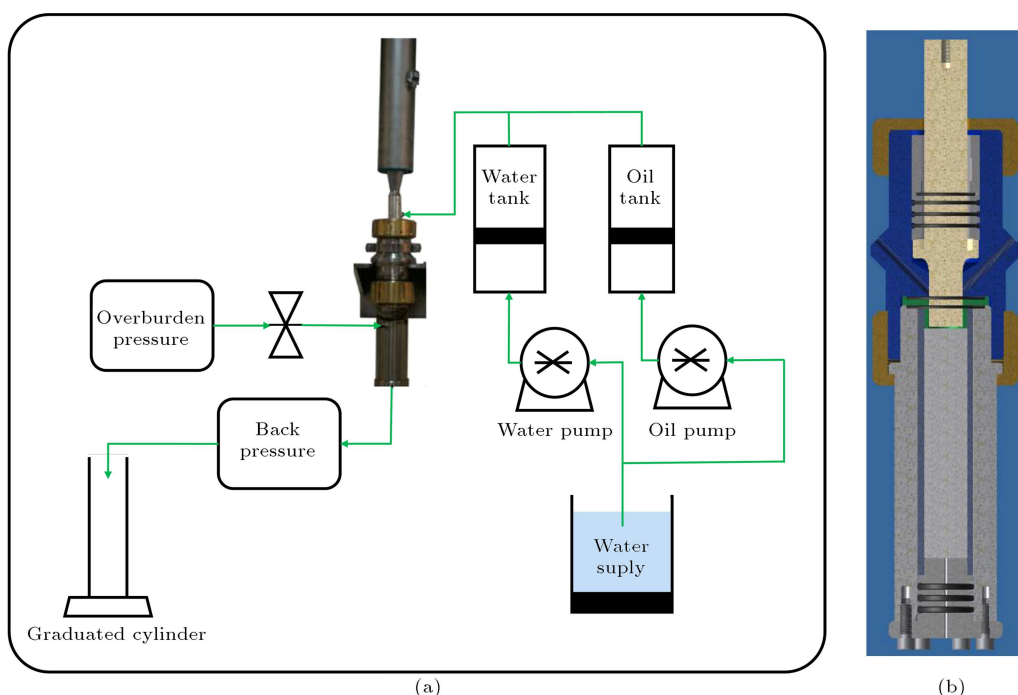 Water
tank
Oil
tank
Overburden
pressure
Water pump
Oil pump
Back
pressure
Water
suply
Graduated cylinder
(a)
(b)